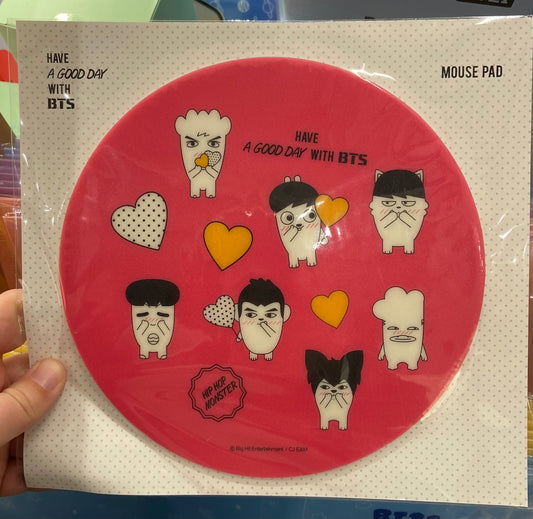 HAVE
A GOOD DAY
WITH
BTS
MOUSE PAD
HAVE
A GOOD DAY WITH BTS
HIP HOP
MONSTER
© Big Hit Entertainment / CJ E&M